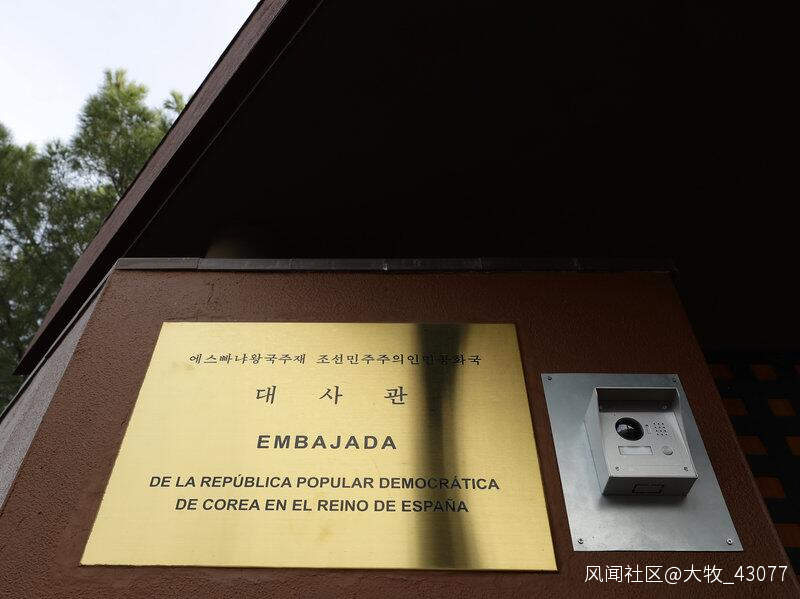 에스빠냐왕국주재 조선민주주의인민공화국
대 사 관
EMBAJADA
DE LA REPÚBLICA POPULAR DEMOCRÁTICA
DE COREA EN EL REINO DE ESPAÑA
风闻社区@大牧_43077